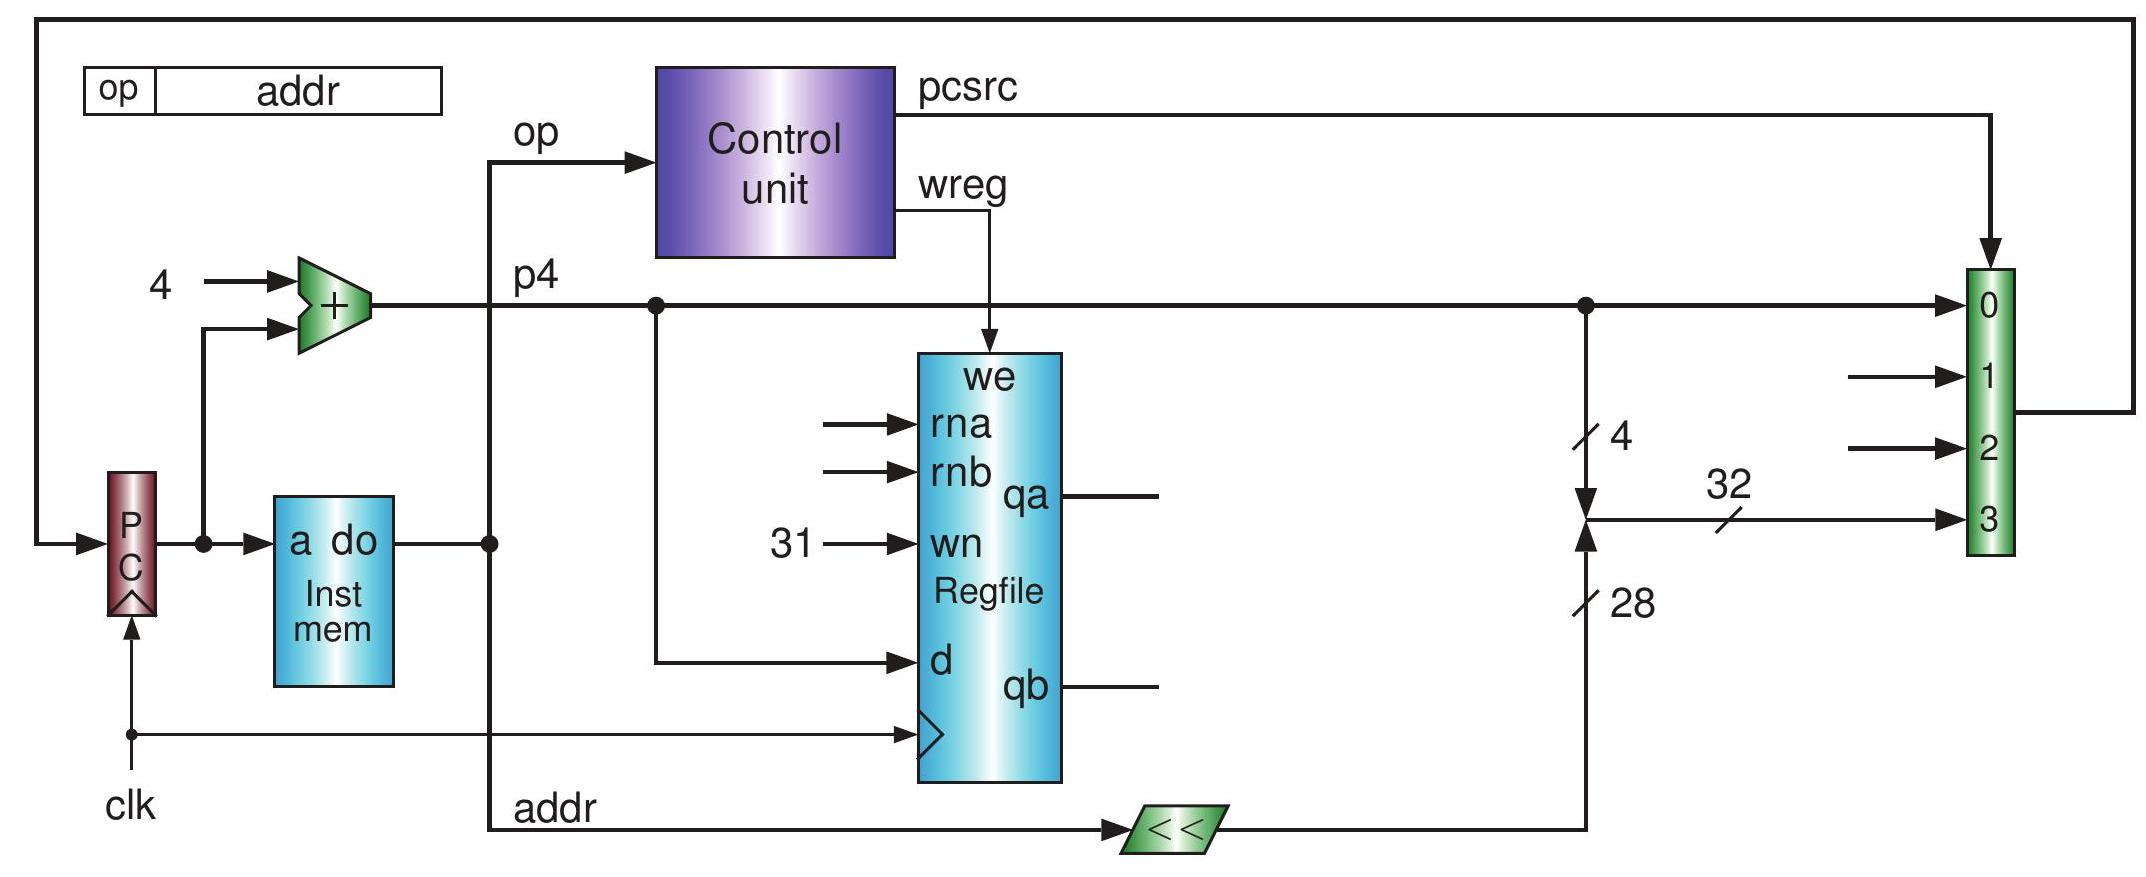 op addr
pcsrc
op
Control
unit
wreg
4
+
p4
0
we
1
rna
4
2
rnb
qa
32
3
P
C
a do
31
wn
Inst
mem
Regfile
28
d
qb
clk
addr
<<